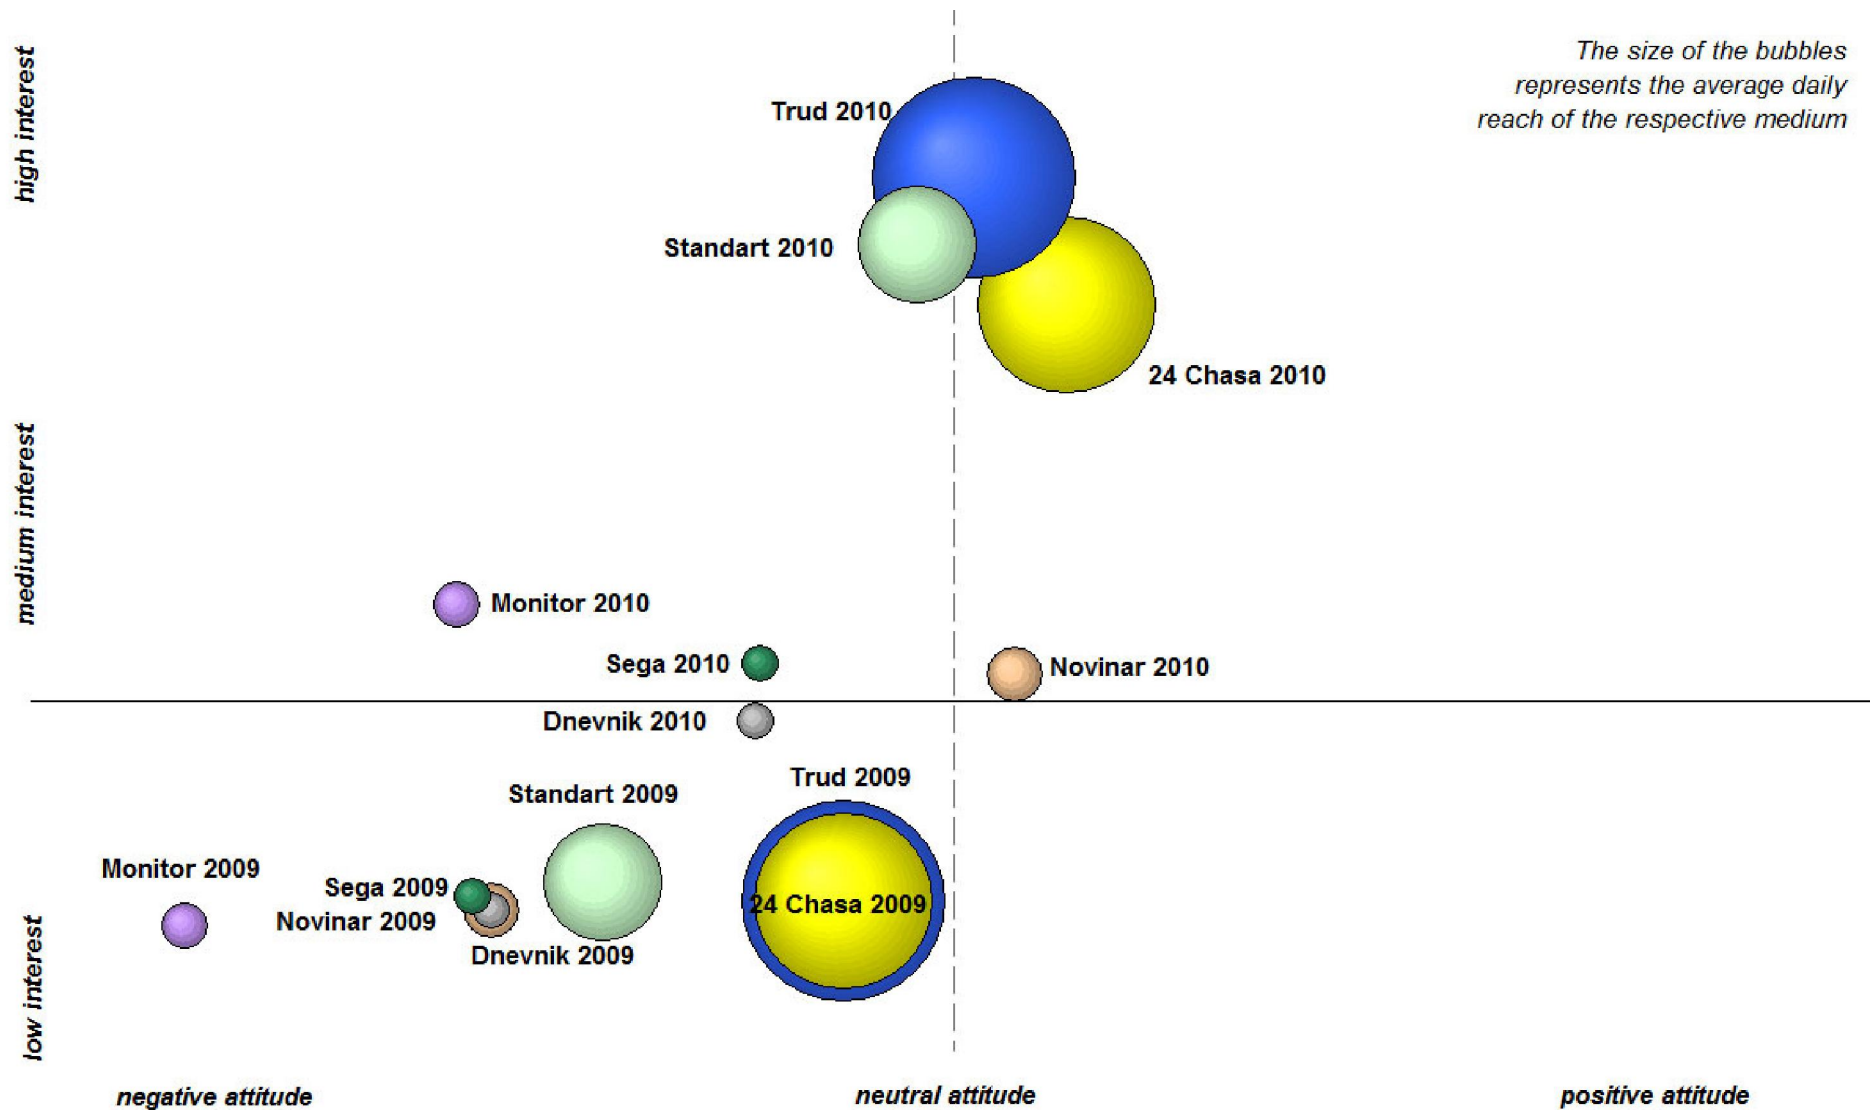 The size of the bubbles
represents the average daily
reach of the respective medium
high interest
Trud 2010
Standart 2010
24 Chasa 2010
medium interest
Monitor 2010
Sega 2010
Novinar 2010
Dnevnik 2010
Trud 2009
Standart 2009
Monitor 2009
Sega 2009
24 Chasa 2009
Novinar 2009
Dnevnik 2009
low interest
negative attitude
neutral attitude
positive attitude